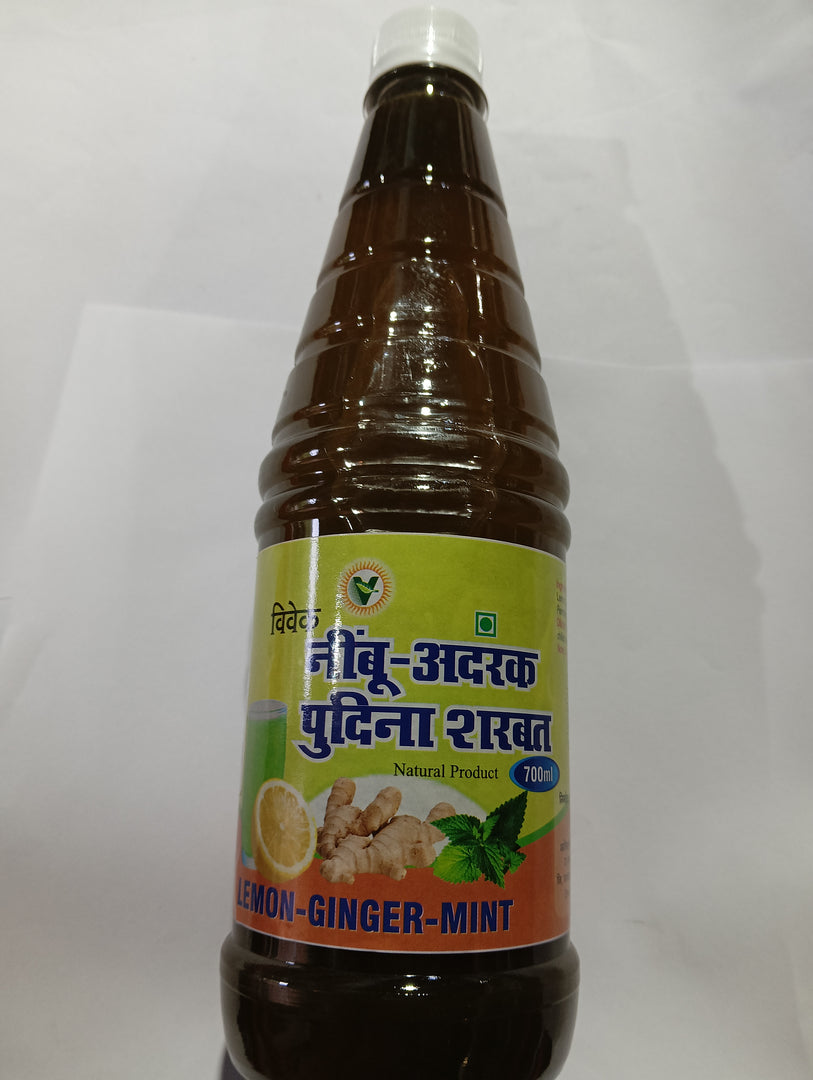 विवेक
नींबू-अदरक
पुदिना शरबत
Natural Product
700ml
LEMON-GINGER-MINT